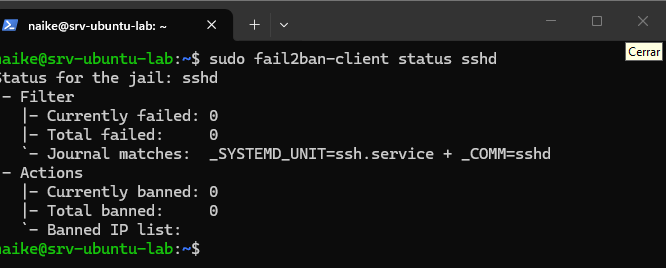 naike@srv-ubuntu-lab: ~
Cerrar
naike@srv-ubuntu-lab:~$ sudo fail2ban-client status sshd
Status for the jail: sshd
|- Filter
|  |- Currently failed: 0
|  |- Total failed:     0
|  `- Journal matches:  _SYSTEMD_UNIT=ssh.service + _COMM=sshd
`- Actions
   |- Currently banned: 0
   |- Total banned:     0
   `- Banned IP list:
naike@srv-ubuntu-lab:~$